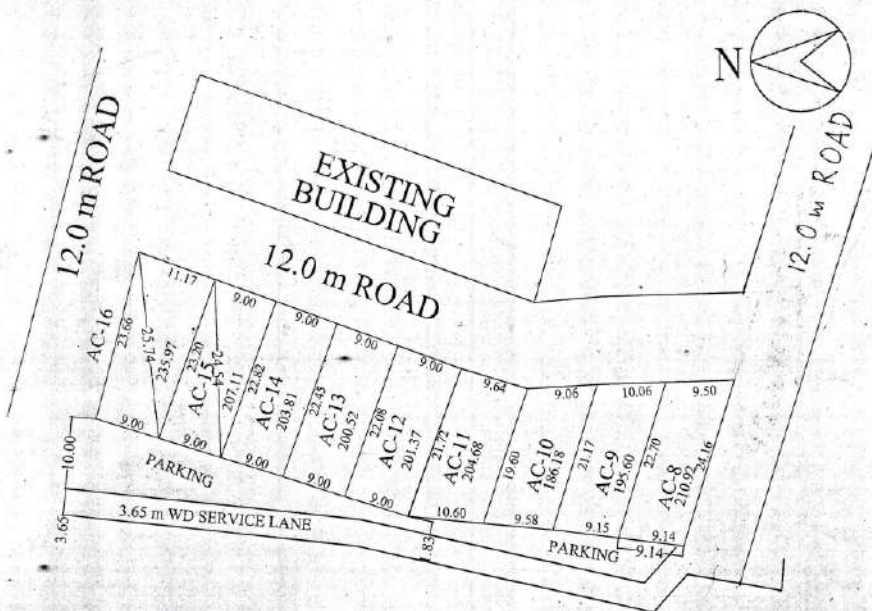 N
12.0 m ROAD
12.0 m ROAD
EXISTING
BUILDING
12.0 m ROAD
11.17
9.00
9.00
9.00
9.00
9.64
9.06
10.06
9.50
AC-16
23.66
25.74
235.97
23.20
AC-15
24.54
207.11
22.82
AC-14
203.81
22.45
AC-13
200.52
22.08
AC-12
201.37
21.72
AC-11
204.68
19.60
AC-10
186.18
21.17
AC-9
195.60
22.70
AC-8
210.92
24.16
9.00
9.00
9.00
9.00
9.00
10.60
9.58
9.15
9.14
9.14
10.00
PARKING
PARKING
3.65 m WD SERVICE LANE
3.65
1.83